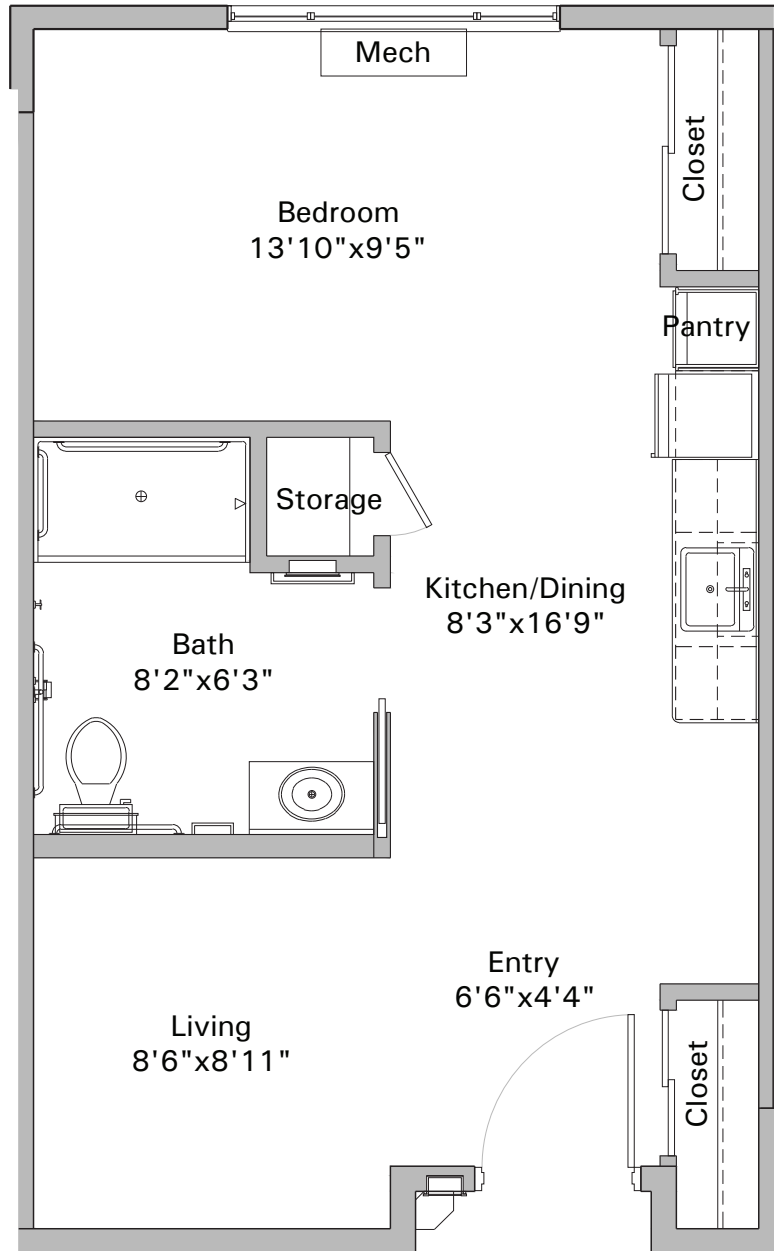 Mech
Closet
Bedroom
13'10"x9'5"
Pantry
Storage
Kitchen/Dining
8'3"x16'9"
Bath
8'2"x6'3"
Entry
6'6"x4'4"
Living
8'6"x8'11"
Closet